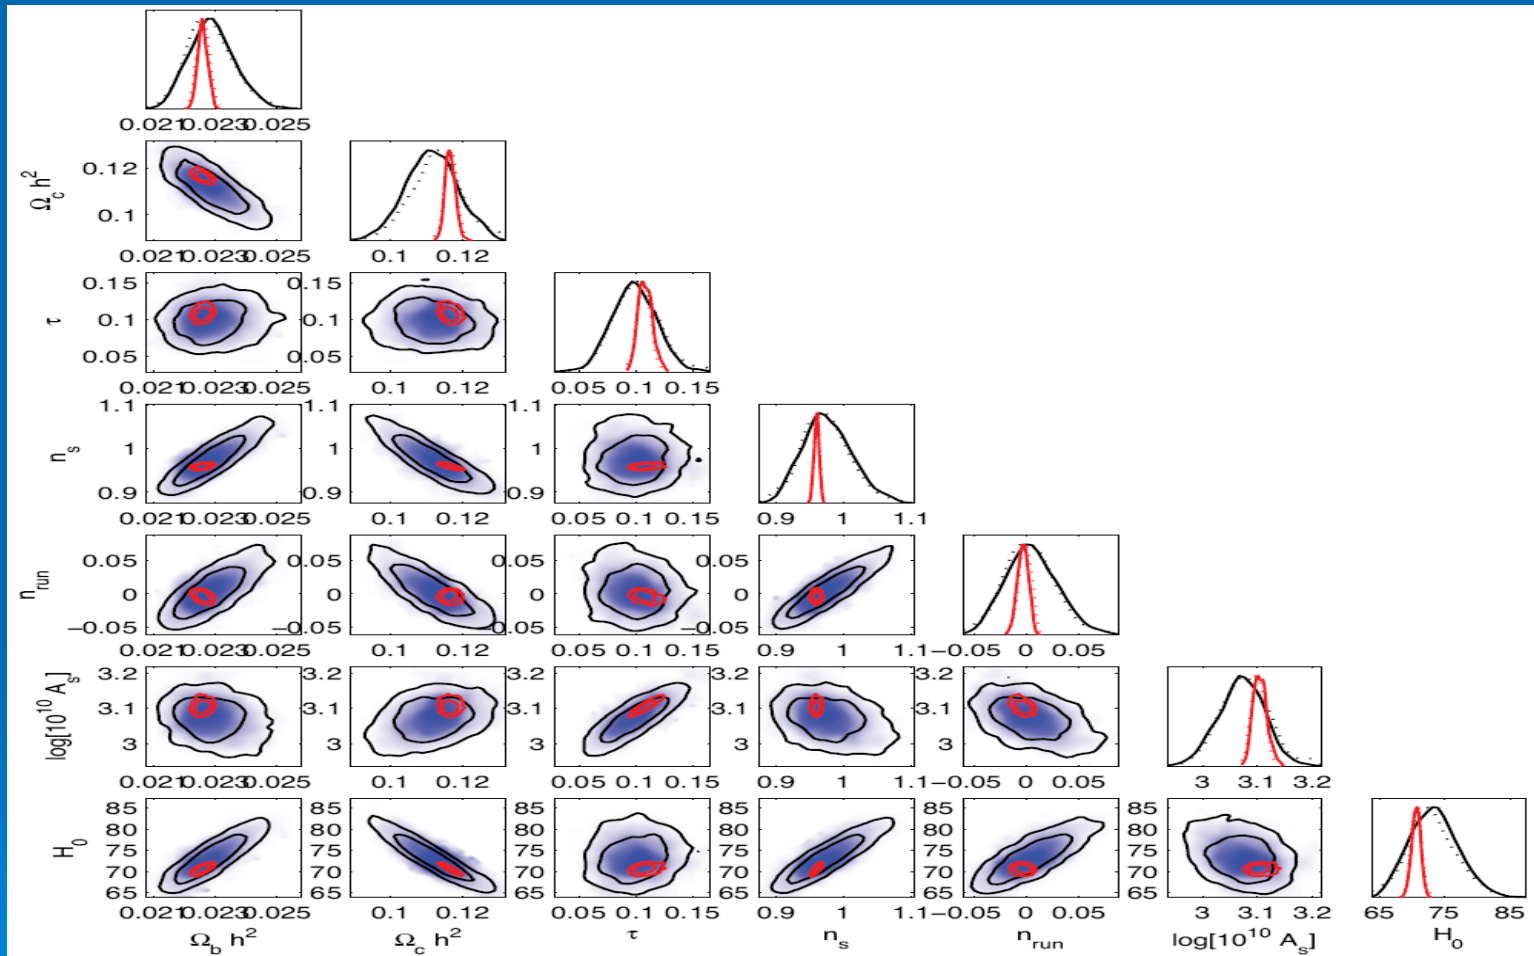 0.021 0.023 0.025
Ω_c h²
0.12
0.1
0.021 0.023 0.025 0.1 0.12
τ
0.15 0.15
0.1 0.1
0.05 0.05
0.021 0.023 0.025 0.1 0.12 0.05 0.1 0.15
n_s
1.1 1.1 1.1
1 1 1
0.9 0.9 0.9
0.021 0.023 0.025 0.1 0.12 0.05 0.1 0.15 0.9 1 1.1
n_run
0.05 0.05 0.05 0.05
0 0 0 0
−0.05 −0.05 −0.05 −0.05
0.021 0.023 0.025 0.1 0.12 0.05 0.1 0.15 0.9 1 1.1 −0.05 0 0.05
log[10¹⁰ A_s]
3.2 3.2 3.2 3.2 3.2
3.1 3.1 3.1 3.1 3.1
3 3 3 3 3
0.021 0.023 0.025 0.1 0.12 0.05 0.1 0.15 0.9 1 1.1 −0.05 0 0.05 3 3.1 3.2
H_0
85 85 85 85 85 85
80 80 80 80 80 80
75 75 75 75 75 75
70 70 70 70 70 70
65 65 65 65 65 65
0.021 0.023 0.025 0.1 0.12 0.05 0.1 0.15 0.9 1 1.1 −0.05 0 0.05 3 3.1 3.2 65 75 85
Ω_b h² Ω_c h² τ n_s n_run log[10¹⁰ A_s] H_0